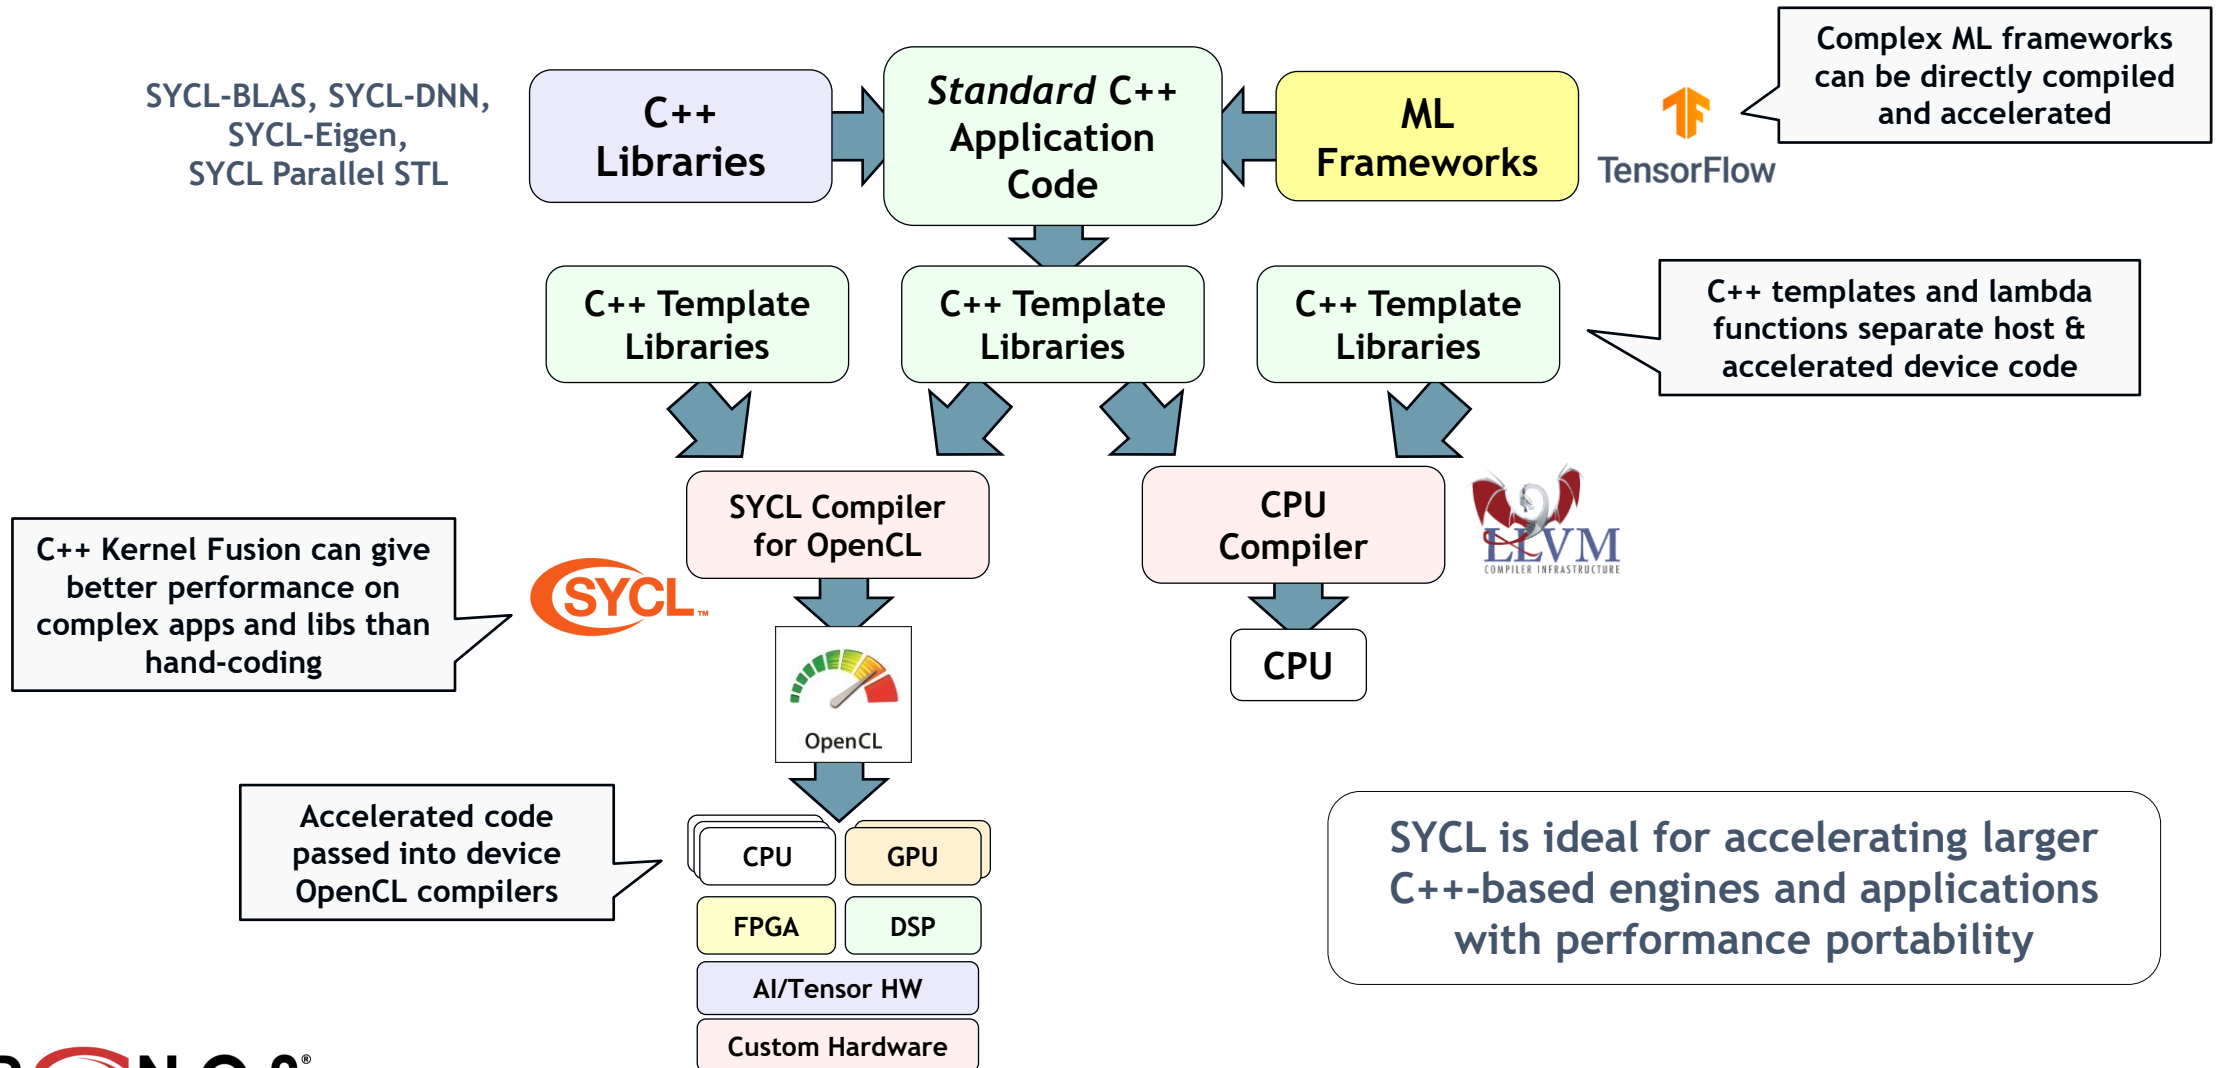 SYCL-BLAS, SYCL-DNN,
SYCL-Eigen,
SYCL Parallel STL
C++
Libraries
Standard C++
Application
Code
ML
Frameworks
TensorFlow
Complex ML frameworks
can be directly compiled
and accelerated
C++ Template
Libraries
C++ Template
Libraries
C++ Template
Libraries
C++ templates and lambda
functions separate host &
accelerated device code
C++ Kernel Fusion can give
better performance on
complex apps and libs than
hand-coding
SYCL™
SYCL Compiler
for OpenCL
CPU
Compiler
LLVM
COMPILER INFRASTRUCTURE
OpenCL
CPU
Accelerated code
passed into device
OpenCL compilers
CPU
GPU
FPGA
DSP
AI/Tensor HW
Custom Hardware
SYCL is ideal for accelerating larger
C++-based engines and applications
with performance portability